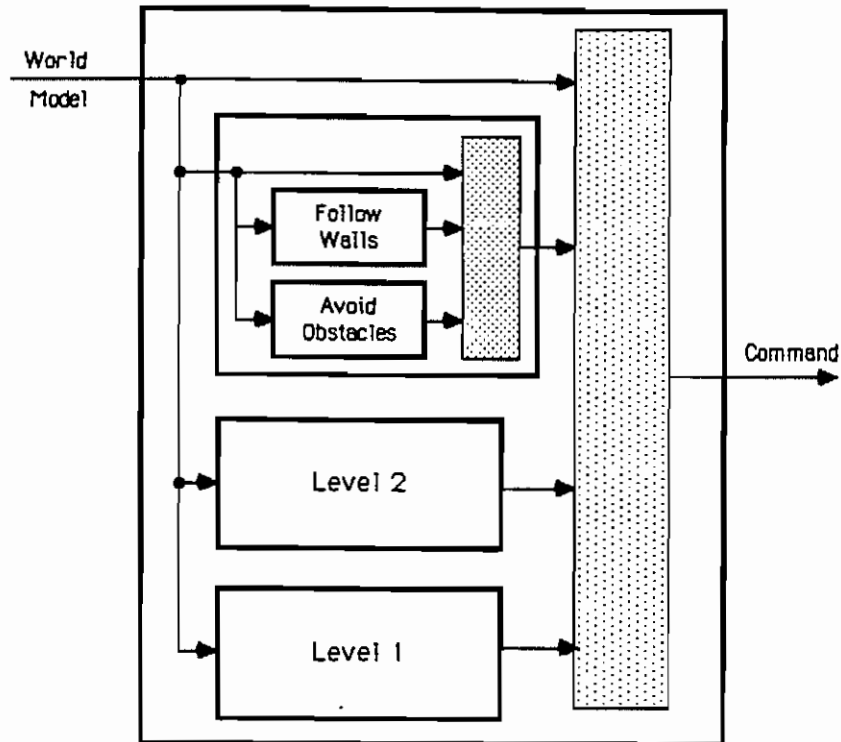 World
Model
Follow
Walls
Avoid
Obstacles
Command
Level 2
Level 1